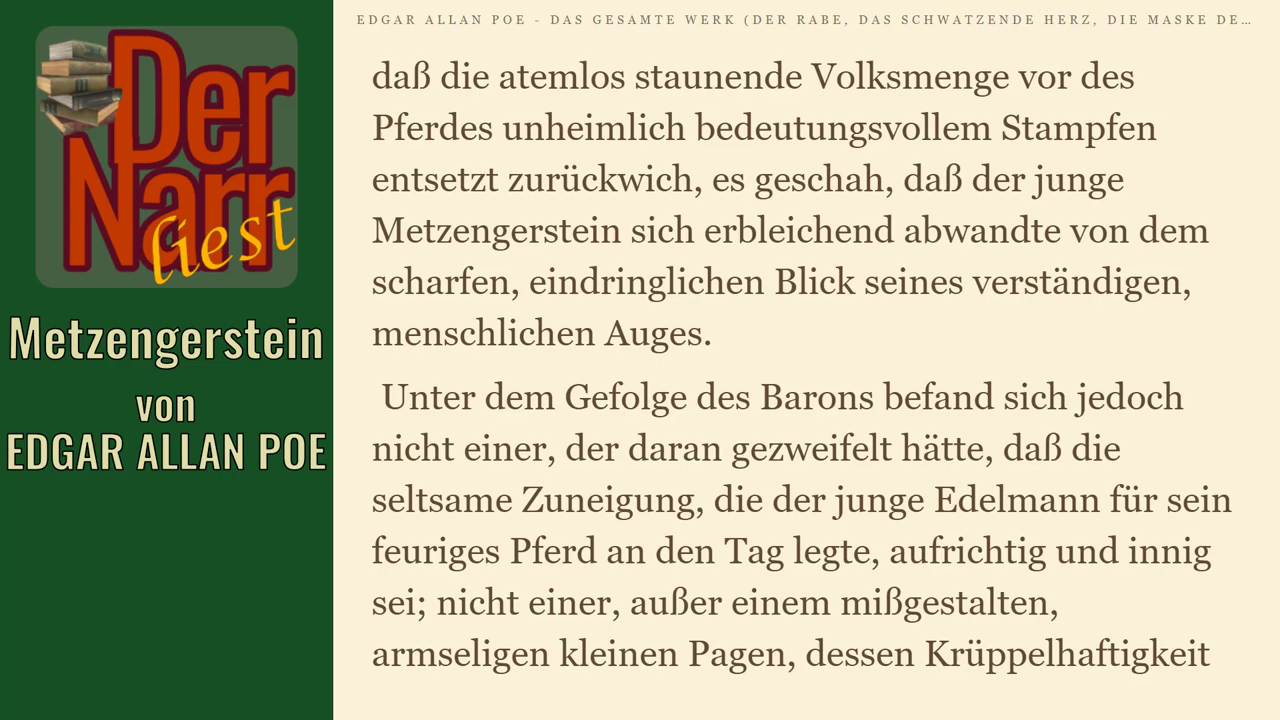 Der
Narr
liest
Metzengerstein
von
EDGAR ALLAN POE
EDGAR ALLAN POE - DAS GESAMTE WERK (DER RABE, DAS SCHWATZENDE HERZ, DIE MASKE DE...
daß die atemlos staunende Volksmenge vor des
Pferdes unheimlich bedeutungsvollem Stampfen
entsetzt zurückwich, es geschah, daß der junge
Metzengerstein sich erbleichend abwandte von dem
scharfen, eindringlichen Blick seines verständigen,
menschlichen Auges.
Unter dem Gefolge des Barons befand sich jedoch
nicht einer, der daran gezweifelt hätte, daß die
seltsame Zuneigung, die der junge Edelmann für sein
feuriges Pferd an den Tag legte, aufrichtig und innig
sei; nicht einer, außer einem mißgestalten,
armseligen kleinen Pagen, dessen Krüppelhaftigkeit